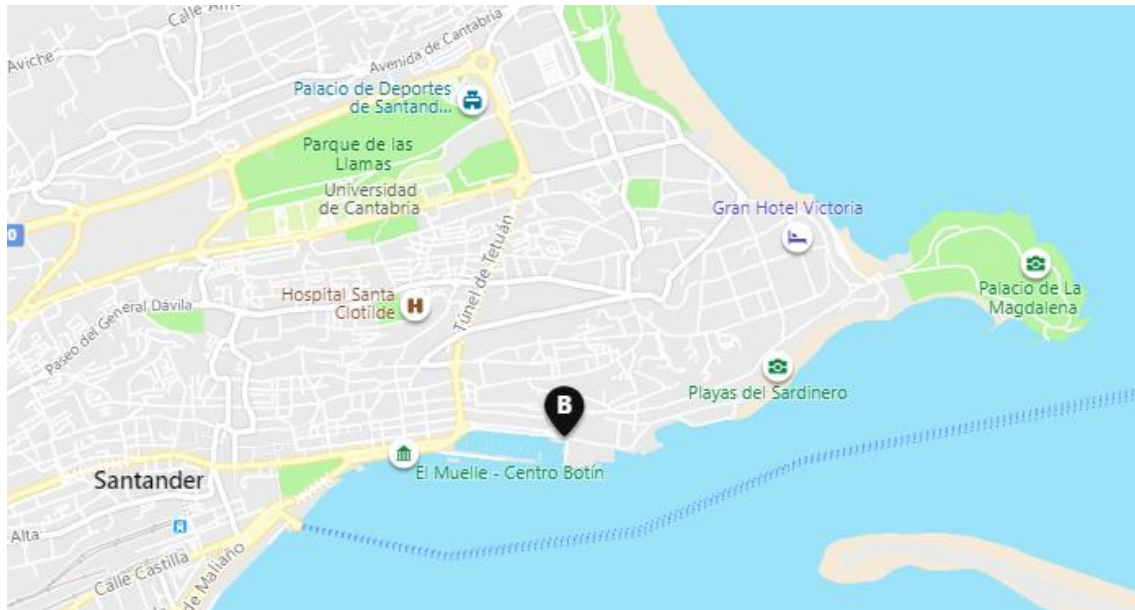 Avenida de Cantabria
Aviche
Palacio de Deportes
de Santand...
Parque de las
Llamas
Universidad
de Cantabria
Gran Hotel Victoria
Túnel de Tetuán
Palacio de La
Magdalena
Hospital Santa
Clotilde
Paseo del General Dávila
Playas del Sardinero
B
El Muelle - Centro Botín
Santander
Alta
Calle Castilla
de Maliaño